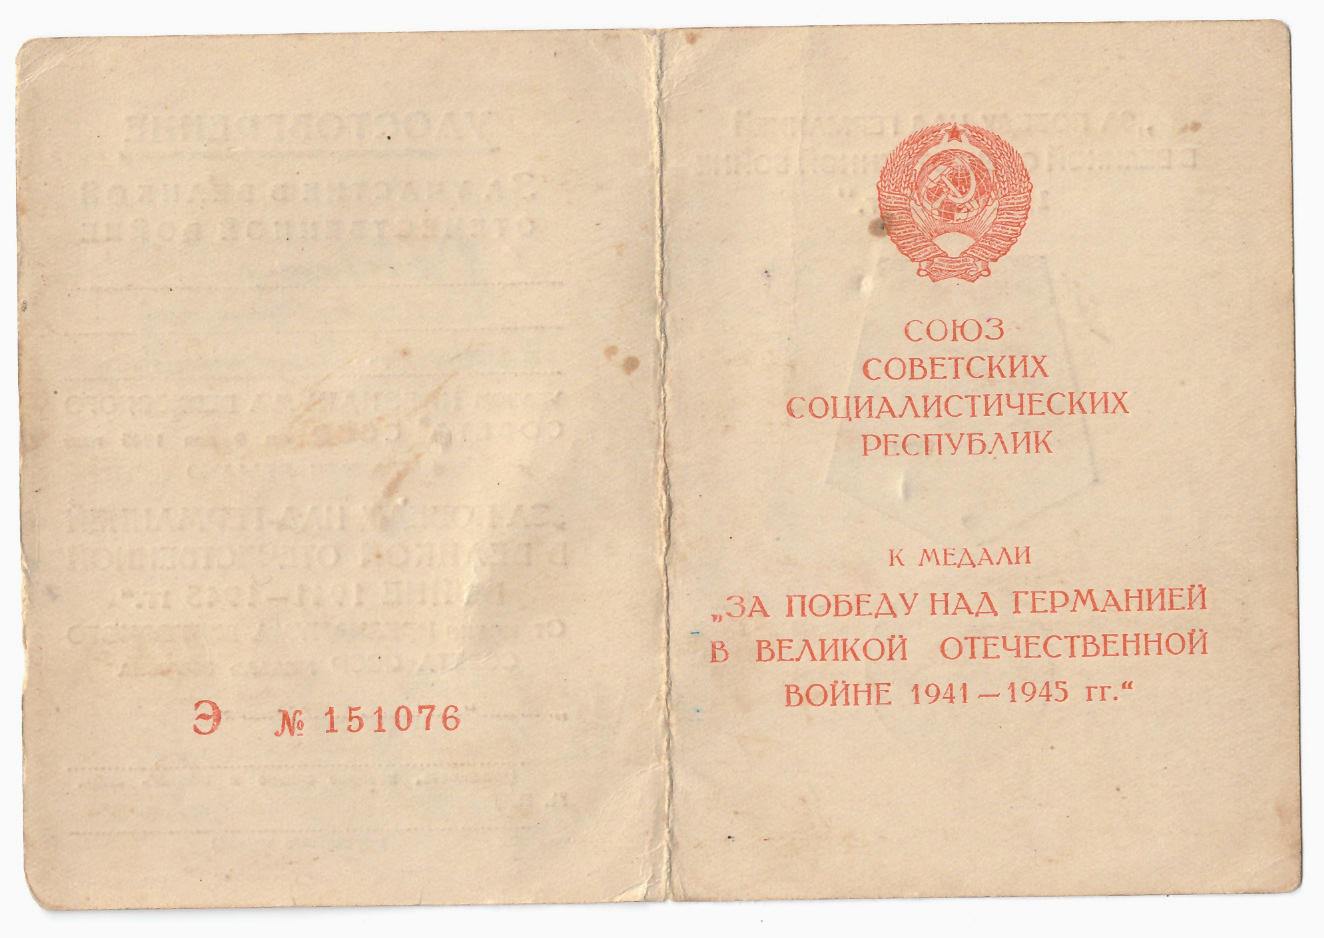 Э № 151076
СОЮЗ
СОВЕТСКИХ
СОЦИАЛИСТИЧЕСКИХ
РЕСПУБЛИК
К МЕДАЛИ
„ЗА ПОБЕДУ НАД ГЕРМАНИЕЙ
В ВЕЛИКОЙ ОТЕЧЕСТВЕННОЙ
ВОЙНЕ 1941—1945 гг.“